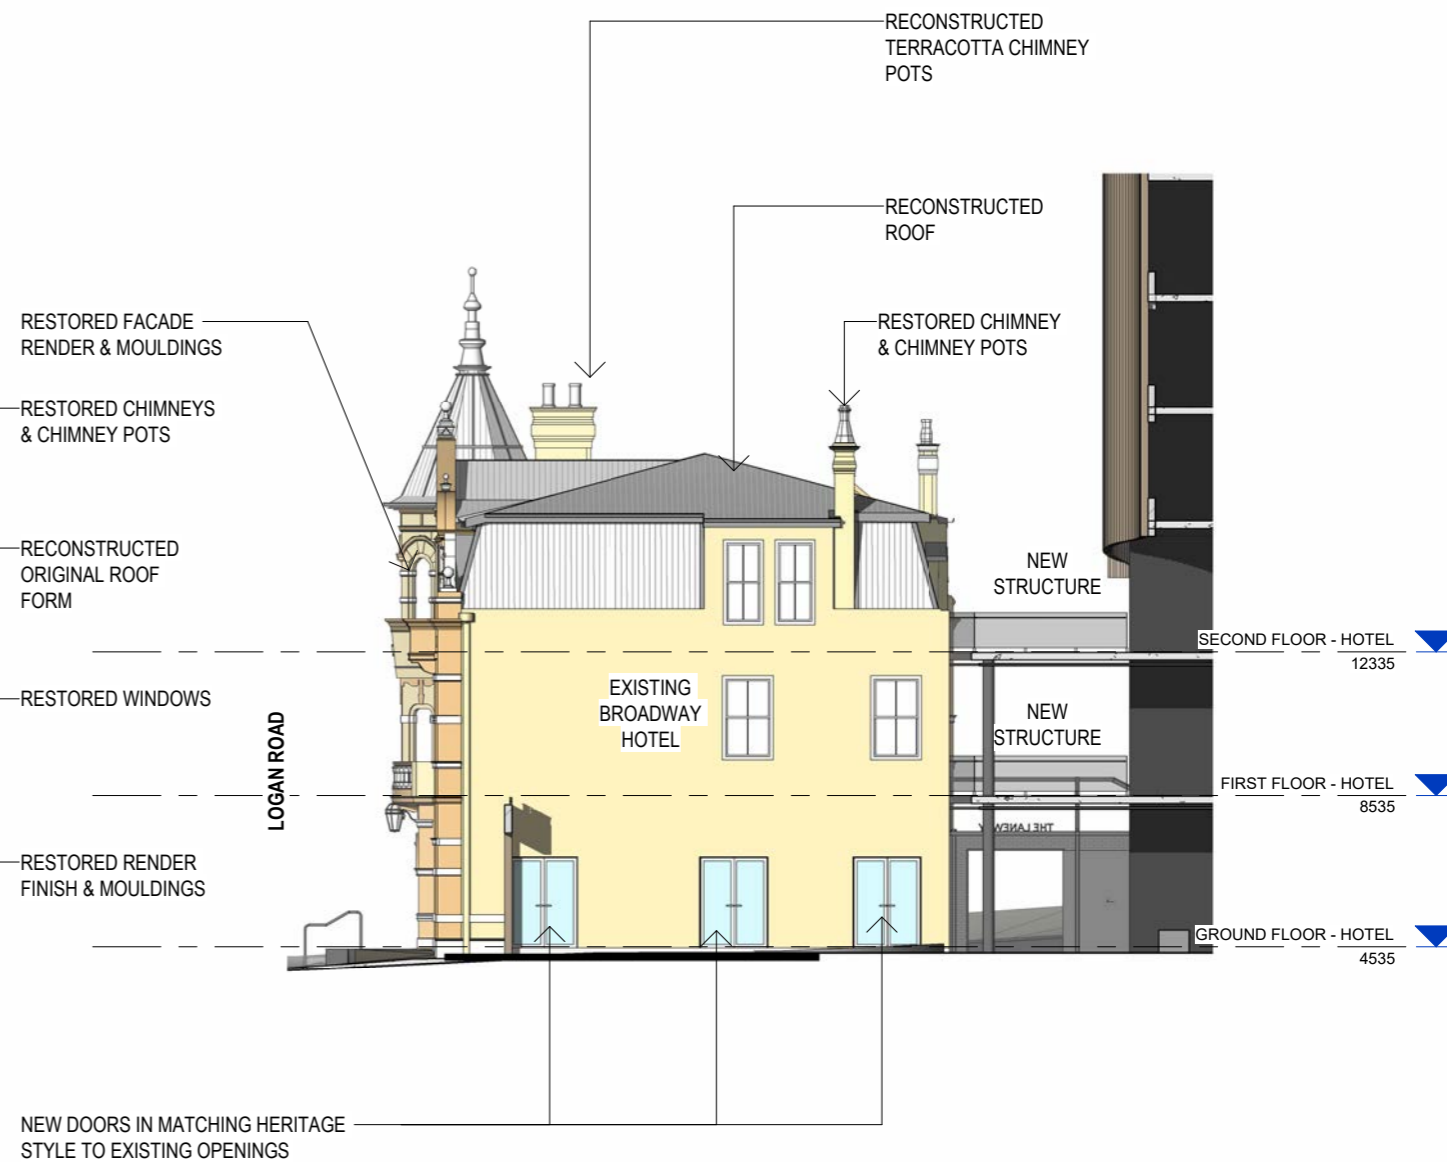 RECONSTRUCTED
TERRACOTTA CHIMNEY
POTS
RECONSTRUCTED
ROOF
RESTORED FACADE
RENDER & MOULDINGS
RESTORED CHIMNEY
& CHIMNEY POTS
RESTORED CHIMNEYS
& CHIMNEY POTS
RECONSTRUCTED
ORIGINAL ROOF
FORM
NEW
STRUCTURE
SECOND FLOOR - HOTEL
12335
RESTORED WINDOWS
EXISTING
BROADWAY
HOTEL
NEW
STRUCTURE
LOGAN ROAD
FIRST FLOOR - HOTEL
8535
THE LANEWAY
RESTORED RENDER
FINISH & MOULDINGS
GROUND FLOOR - HOTEL
4535
NEW DOORS IN MATCHING HERITAGE
STYLE TO EXISTING OPENINGS